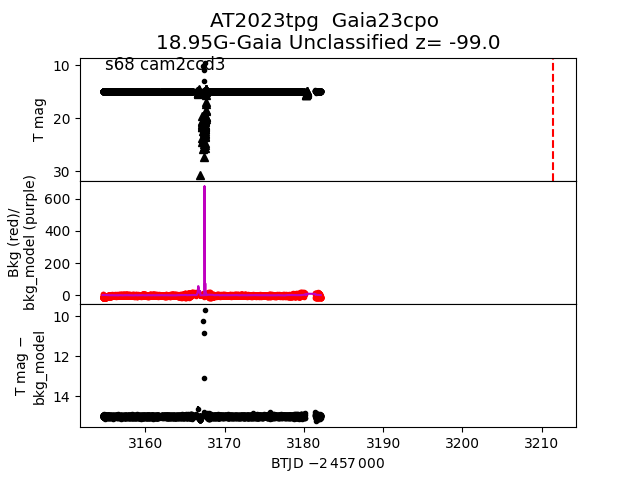 AT2023tpg  Gaia23cpo
18.95G-Gaia Unclassified z= -99.0
s68 cam2ccd3
10
20
30
T mag
600
400
200
0
Bkg (red)/
bkg_model (purple)
10
12
14
T mag −
bkg_model
3160 3170 3180 3190 3200 3210
BTJD −2 457 000